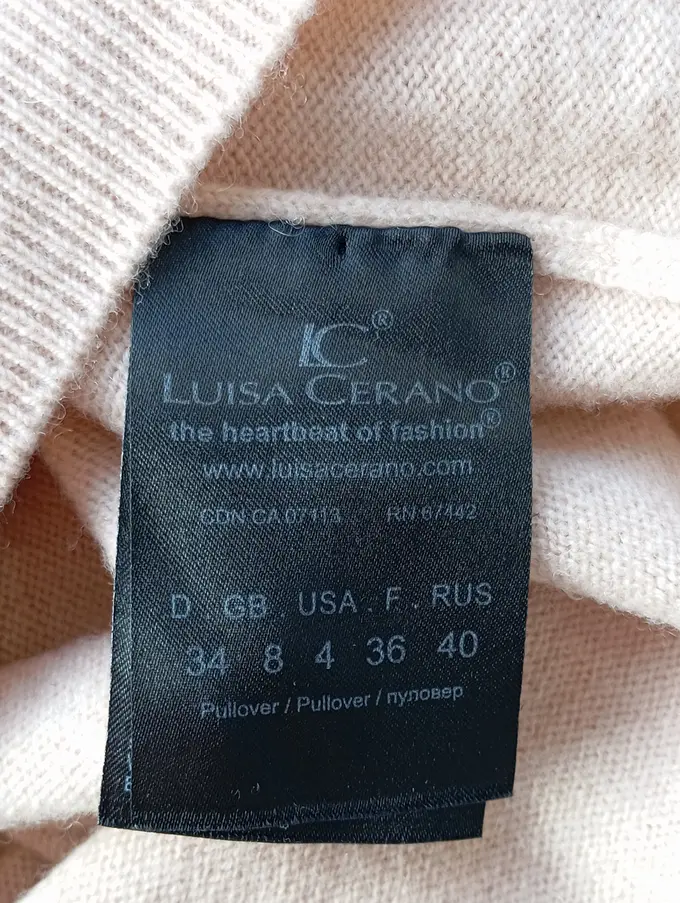 LC®
LUISA CERANO®
the heartbeat of fashion®
www.luisacerano.com
CDN CA 07113 RN 67442
D . GB . USA . F . RUS
34 8 4 36 40
Pullover / Pullover / пуловер